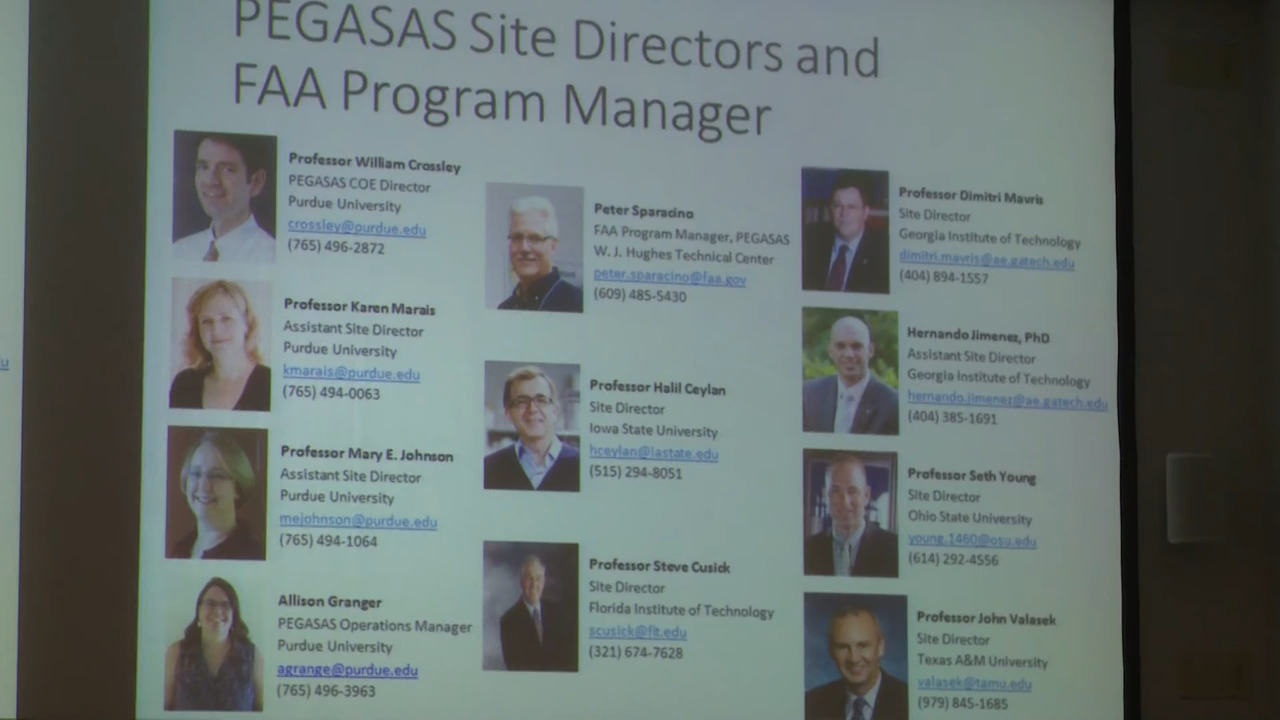 PEGASAS Site Directors and
FAA Program Manager
Professor William Crossley
PEGASAS COE Director
Purdue University
crossley@purdue.edu
(765) 496-2872
Professor Karen Marais
Assistant Site Director
Purdue University
kmarais@purdue.edu
(765) 494-0063
Professor Mary E. Johnson
Assistant Site Director
Purdue University
mejohnson@purdue.edu
(765) 494-1064
Allison Granger
PEGASAS Operations Manager
Purdue University
agrange@purdue.edu
(765) 496-3963
Peter Sparacino
FAA Program Manager, PEGASAS
W. J. Hughes Technical Center
peter.sparacino@faa.gov
(609) 485-5430
Professor Halil Ceylan
Site Director
Iowa State University
hceylan@iastate.edu
(515) 294-8051
Professor Steve Cusick
Site Director
Florida Institute of Technology
scusick@fit.edu
(321) 674-7628
Professor Dimitri Mavris
Site Director
Georgia Institute of Technology
dimitri.mavris@ae.gatech.edu
(404) 894-1557
Hernando Jimenez, PhD
Assistant Site Director
Georgia Institute of Technology
hernando.jimenez@ae.gatech.edu
(404) 385-1691
Professor Seth Young
Site Director
Ohio State University
young.1460@osu.edu
(614) 292-4556
Professor John Valasek
Site Director
Texas A&M University
valasek@tamu.edu
(979) 845-1685